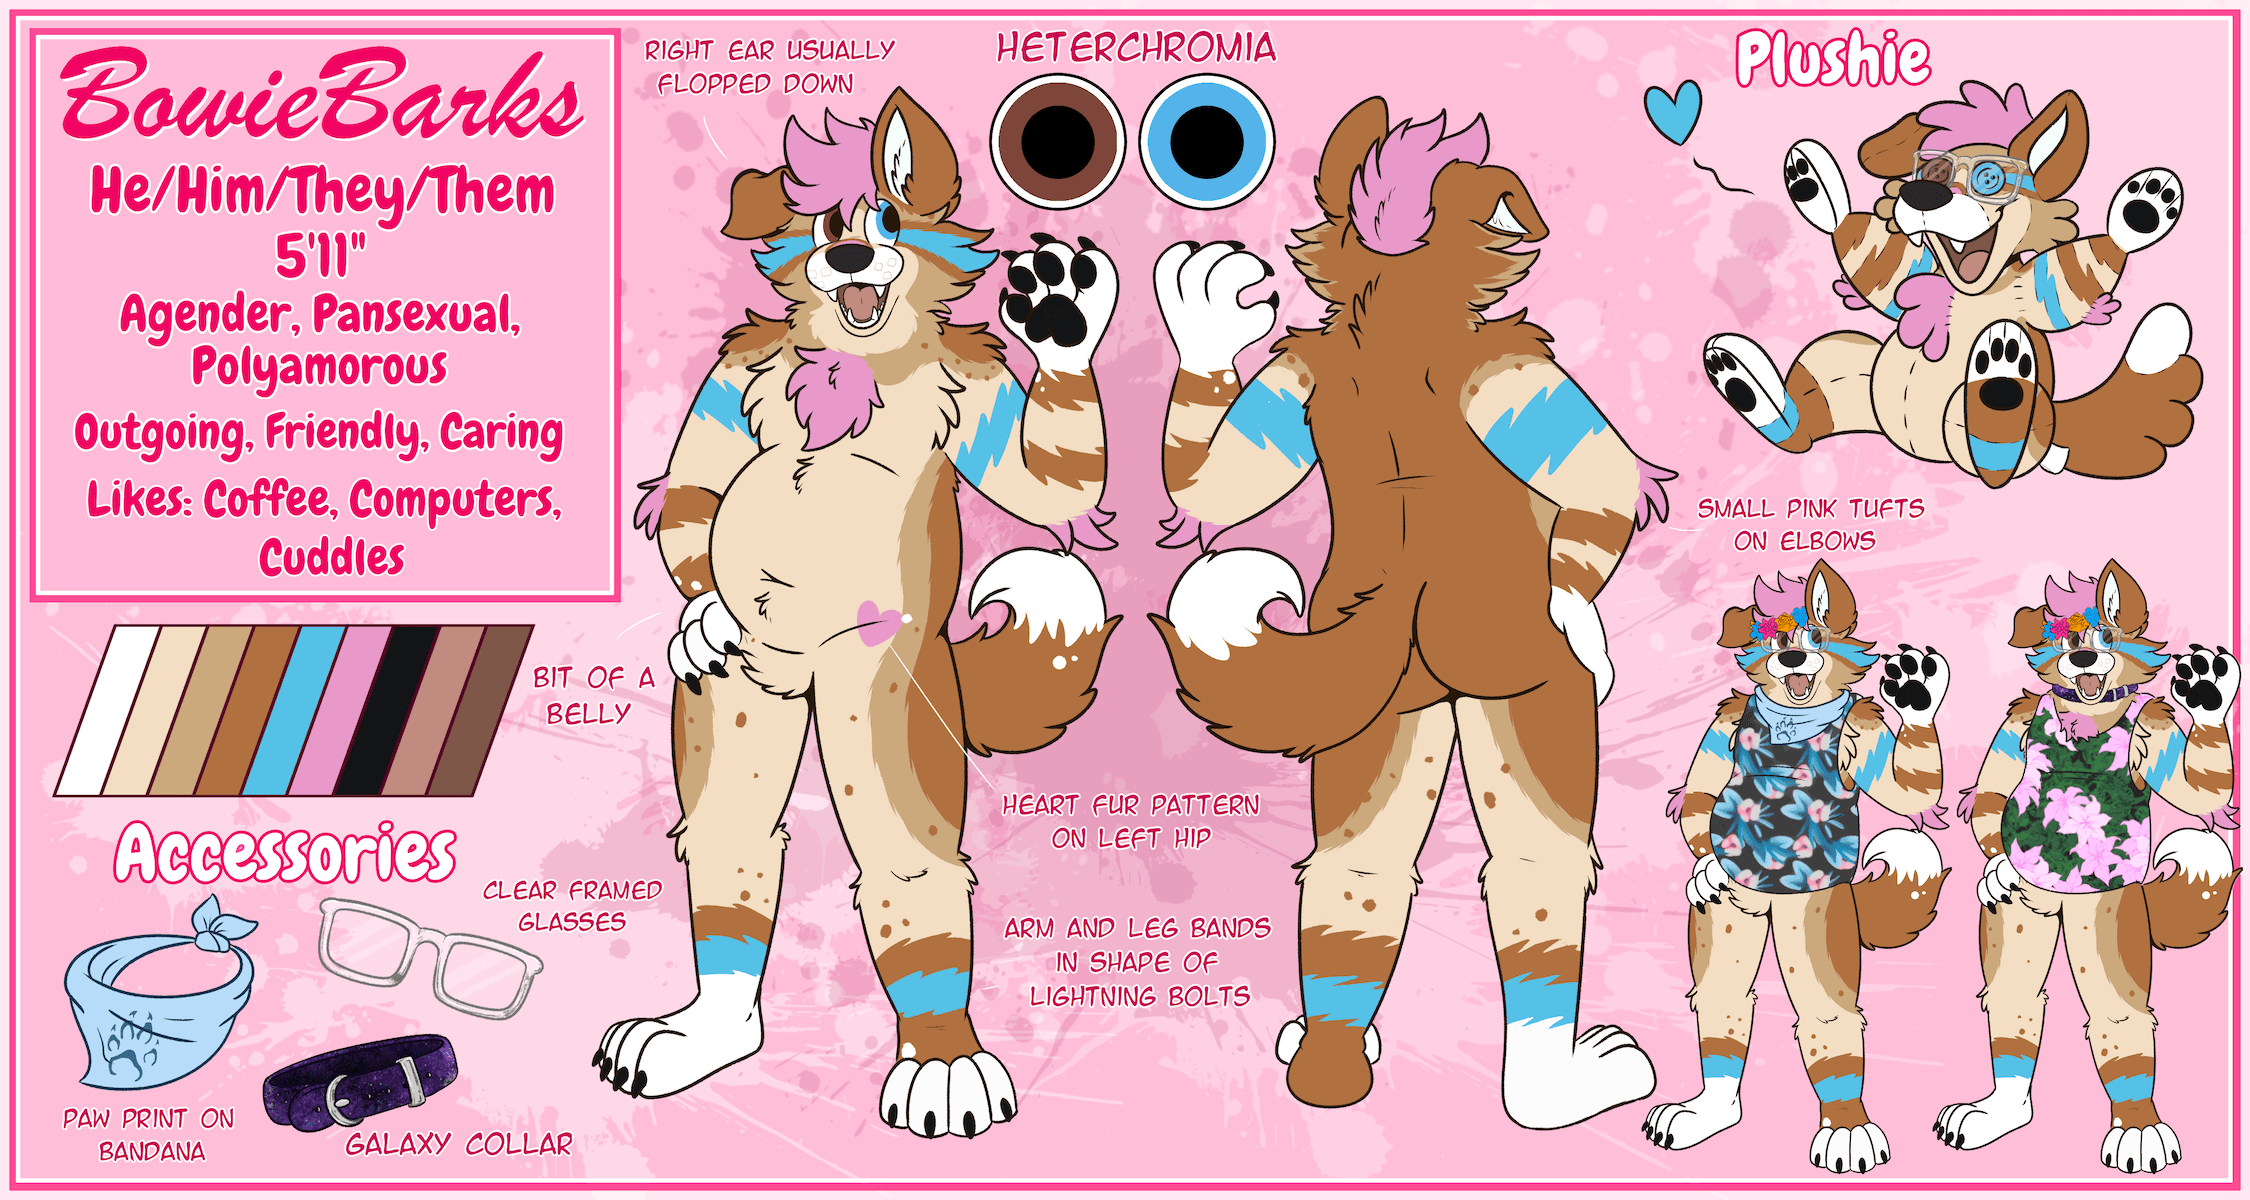 BowieBarks
He/Him/They/Them
5'11"
Agender, Pansexual,
Polyamorous
Outgoing, Friendly, Caring
Likes: Coffee, Computers,
Cuddles
Accessories
CLEAR FRAMED
GLASSES
PAW PRINT ON
BANDANA
GALAXY COLLAR
RIGHT EAR USUALLY
FLOPPED DOWN
HETERCHROMIA
BIT OF A
BELLY
HEART FUR PATTERN
ON LEFT HIP
ARM AND LEG BANDS
IN SHAPE OF
LIGHTNING BOLTS
Plushie
SMALL PINK TUFTS
ON ELBOWS